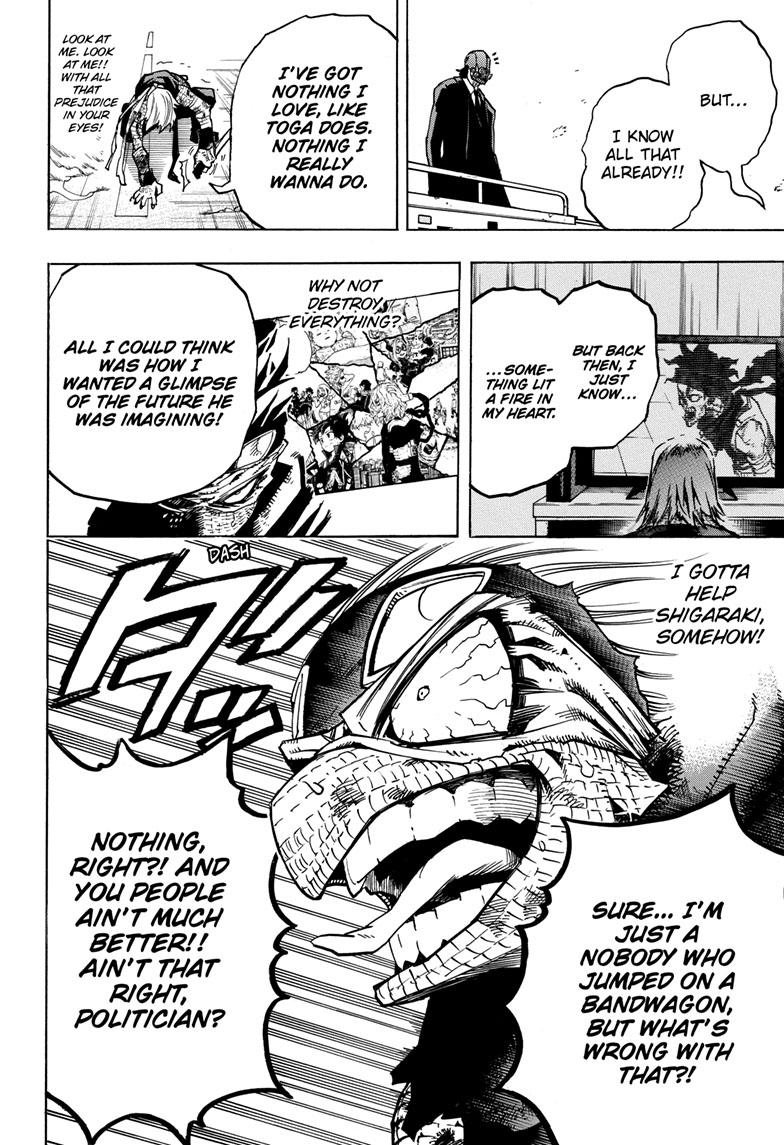 BUT...
I KNOW
ALL THAT
ALREADY!!
I'VE GOT
NOTHING I
LOVE, LIKE
TOGA DOES.
NOTHING I
REALLY
WANNA DO.
LOOK AT
ME. LOOK
AT ME!!
WITH ALL
THAT
PREJUDICE
IN YOUR
EYES!
BUT BACK
THEN, I
JUST
KNOW...
...SOME-
THING LIT
A FIRE IN
MY HEART.
WHY NOT
DESTROY
EVERYTHING?
ALL I COULD THINK
WAS HOW I
WANTED A GLIMPSE
OF THE FUTURE HE
WAS IMAGINING!
I GOTTA
HELP
SHIGARAKI,
SOMEHOW!
DASH
ダッ!!
SURE... I'M
JUST A
NOBODY WHO
JUMPED ON A
BANDWAGON,
BUT WHAT'S
WRONG WITH
THAT?!
NOTHING,
RIGHT?! AND
YOU PEOPLE
AIN'T MUCH
BETTER!!
AIN'T THAT
RIGHT,
POLITICIAN?